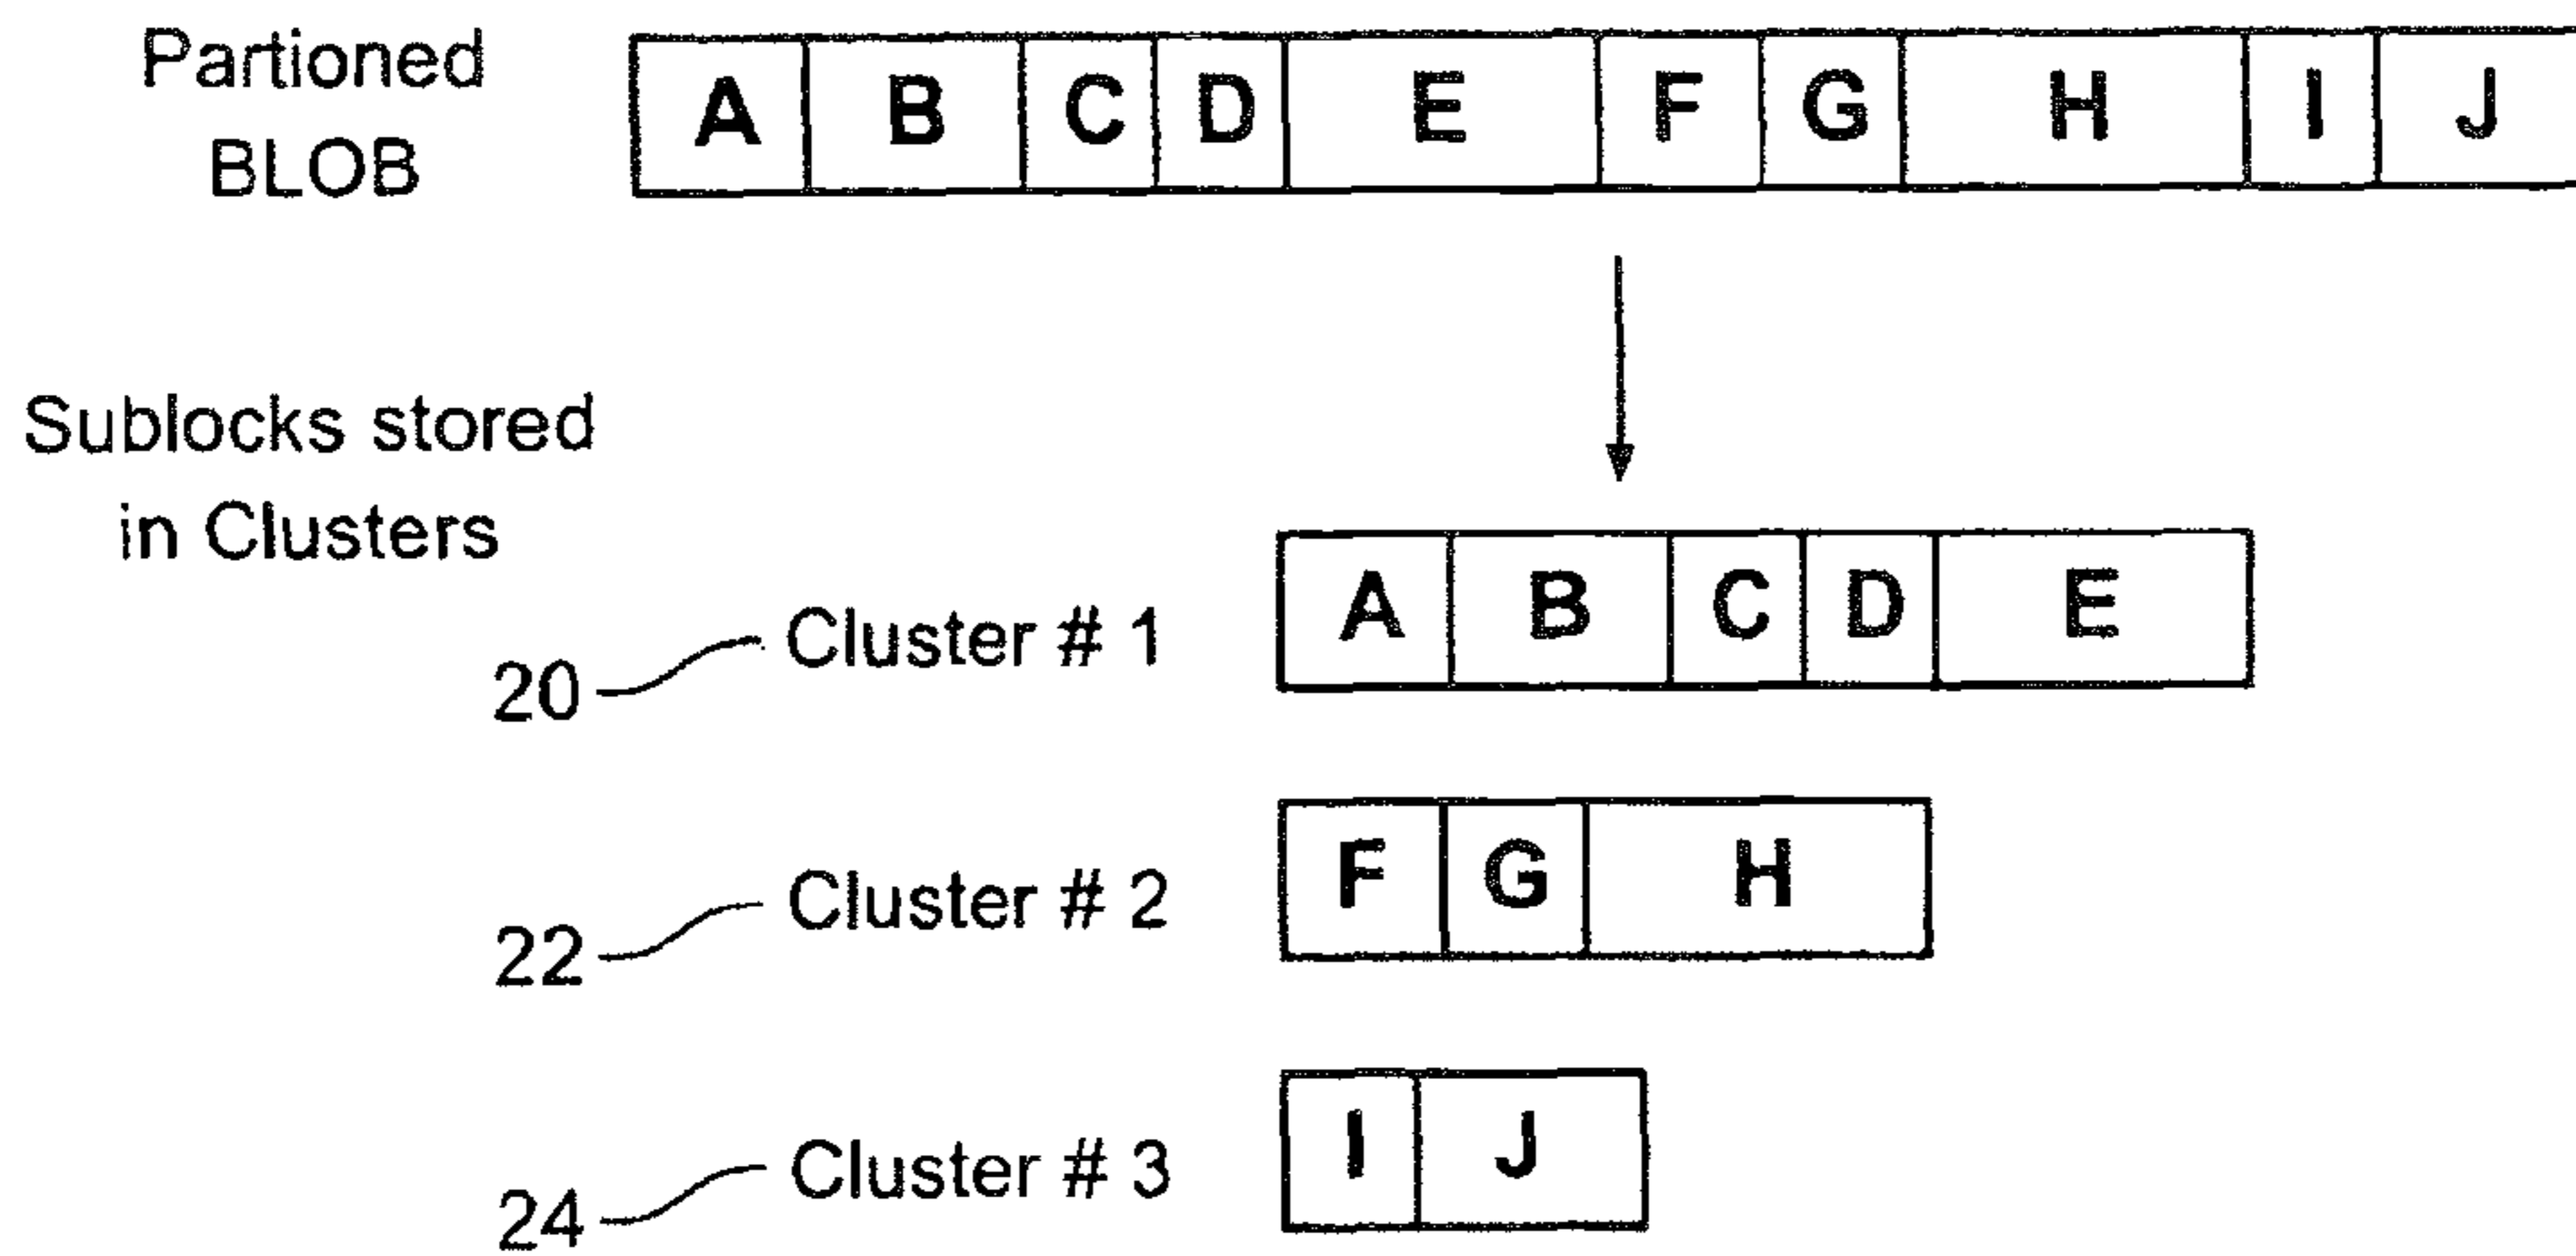 Partioned
BLOB
A B C D E F G H I J
Sublocks stored
in Clusters
20 Cluster # 1 A B C D E
22 Cluster # 2 F G H
24 Cluster # 3 I J